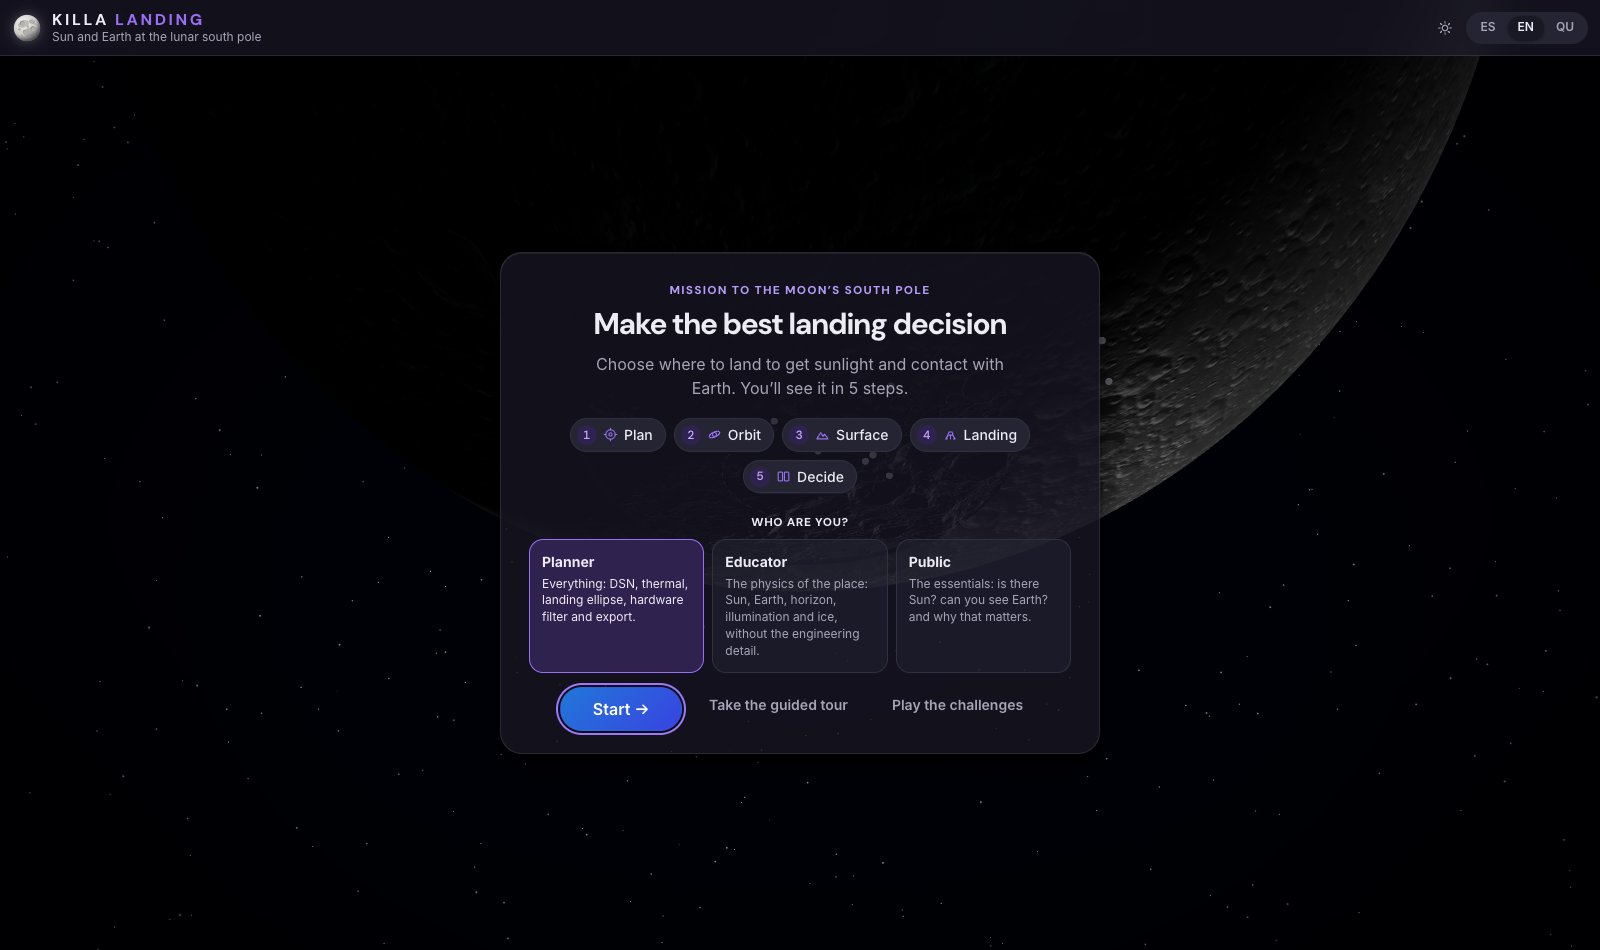 KILLA LANDING
Sun and Earth at the lunar south pole
ES EN QU
MISSION TO THE MOON’S SOUTH POLE
Make the best landing decision
Choose where to land to get sunlight and contact with
Earth. You’ll see it in 5 steps.
1 Plan
2 Orbit
3 Surface
4 Landing
5 Decide
WHO ARE YOU?
Planner
Everything: DSN, thermal,
landing ellipse, hardware
filter and export.
Educator
The physics of the place:
Sun, Earth, horizon,
illumination and ice,
without the engineering
detail.
Public
The essentials: is there
Sun? can you see Earth?
and why that matters.
Start →
Take the guided tour
Play the challenges